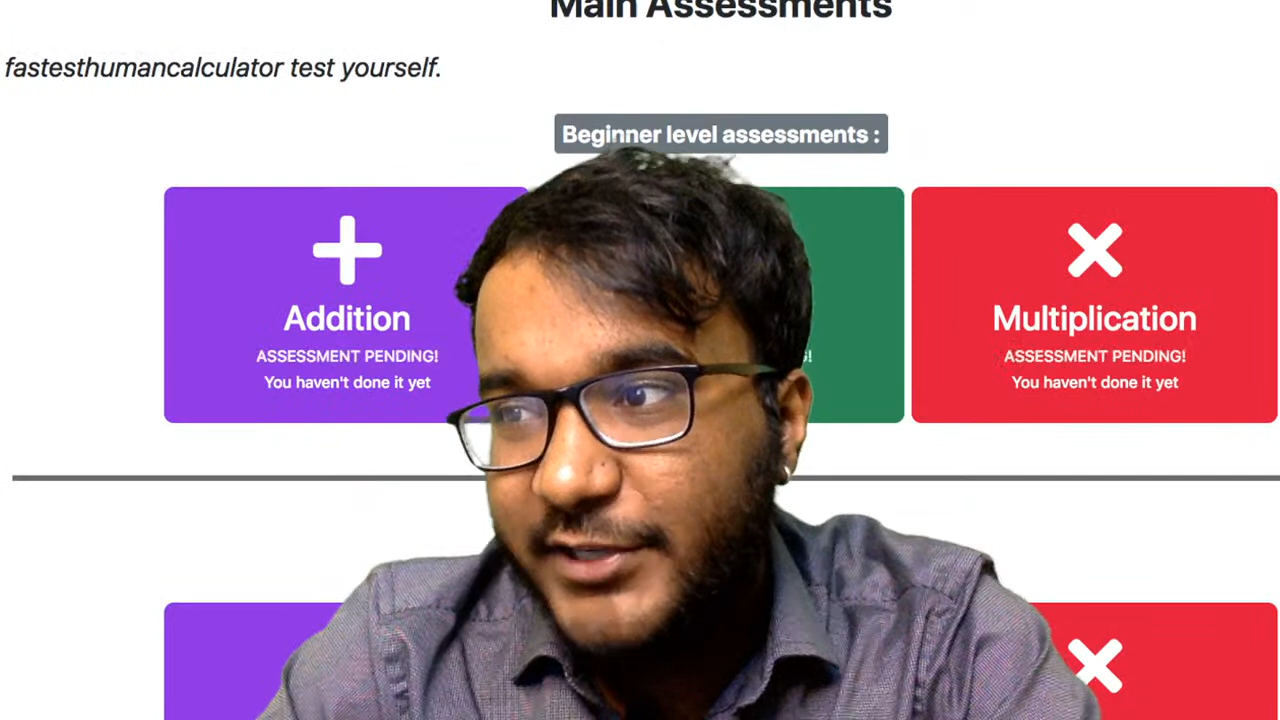 Main Assessments
fastesthumancalculator test yourself.
Beginner level assessments :
Addition
ASSESSMENT PENDING!
You haven't done it yet
Multiplication
ASSESSMENT PENDING!
You haven't done it yet